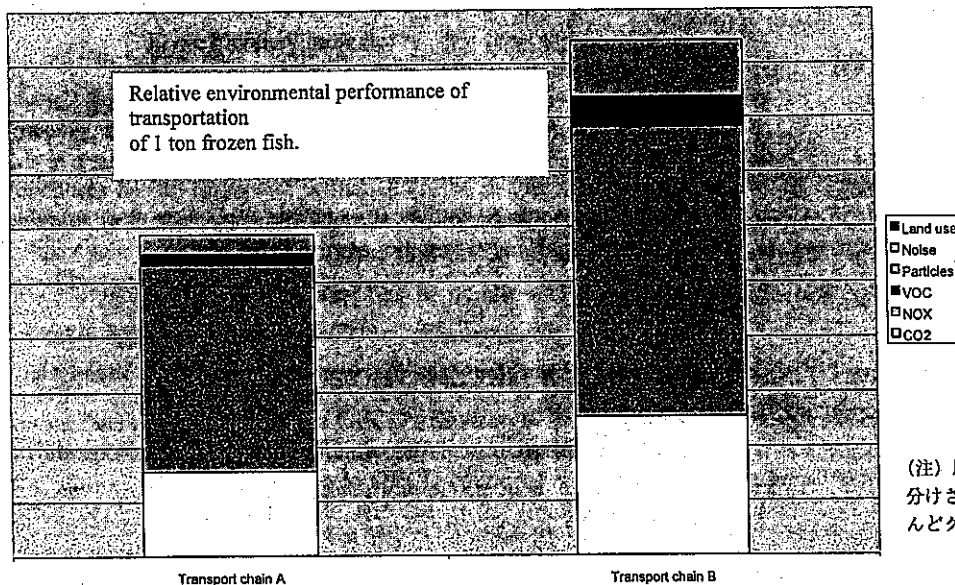 Relative environmental performance of
transportation
of 1 ton frozen fish.
Land use
Noise
Particles
VOC
NOX
CO2
(注)
分けさ
んどク
Transport chain A
Transport chain B